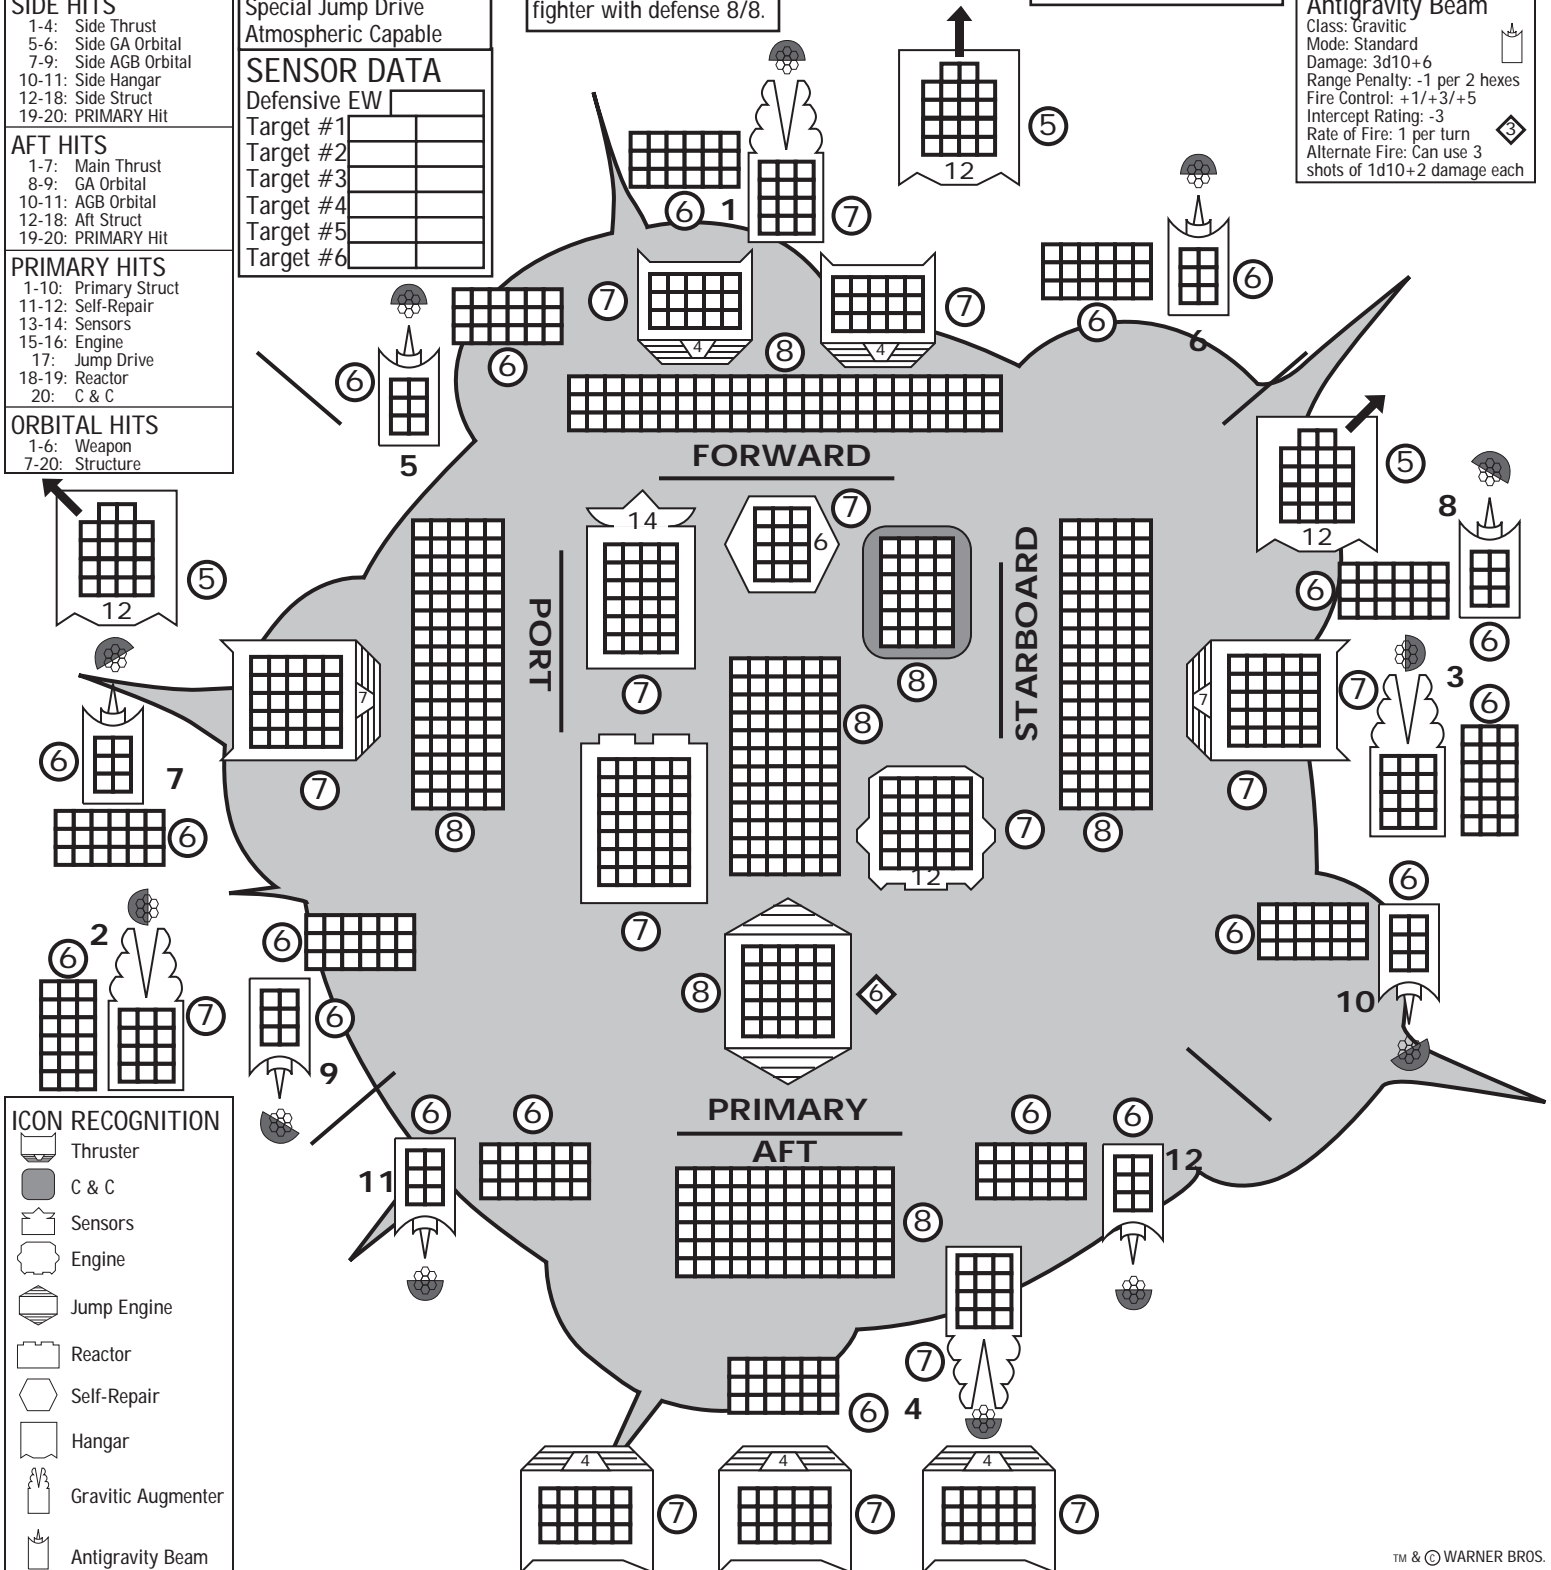 SIDE HITS
1-4: Side Thrust
5-6: Side GA Orbital
7-9: Side AGB Orbital
10-11: Side Hangar
12-18: Side Struct
19-20: PRIMARY Hit
AFT HITS
1-7: Main Thrust
8-9: GA Orbital
10-11: AGB Orbital
12-18: Aft Struct
19-20: PRIMARY Hit
PRIMARY HITS
1-10: Primary Struct
11-12: Self-Repair
13-14: Sensors
15-16: Engine
17: Jump Drive
18-19: Reactor
20: C & C
ORBITAL HITS
1-6: Weapon
7-20: Structure
Special Jump Drive
Atmospheric Capable
SENSOR DATA
Defensive EW
Target #1
Target #2
Target #3
Target #4
Target #5
Target #6
fighter with defense 8/8.
Antigravity Beam
Class: Gravitic
Mode: Standard
Damage: 3d10+6
Range Penalty: -1 per 2 hexes
Fire Control: +1/+3/+5
Intercept Rating: -3
Rate of Fire: 1 per turn
Alternate Fire: Can use 3
shots of 1d10+2 damage each
3
5
12
6
1
7
6
6
6
7
4
7
4
8
6
6
5
FORWARD
5
12
8
6
6
5
12
14
7
7
6
8
PORT
STARBOARD
7
7
7
7
7
3
6
6
7
6
8
8
8
7
12
7
8
6
6
2
6
7
6
9
8
6
6
6
10
PRIMARY
AFT
6
11
6
6
6
12
8
7
6
4
4
7
4
7
4
7
ICON RECOGNITION
Thruster
C & C
Sensors
Engine
Jump Engine
Reactor
Self-Repair
Hangar
Gravitic Augmenter
Antigravity Beam
TM & © WARNER BROS.